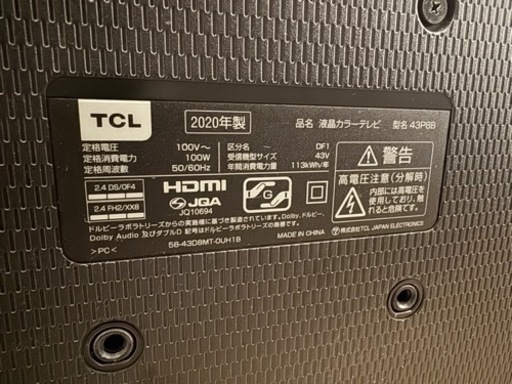 TCL
2020年製
品名 液晶カラーテレビ 型名 43P8B
定格電圧 100V～
定格消費電力 100W
定格周波数 50/60Hz
区分名 DF1
受信機型サイズ 43V
年間消費電力量 113kWh/年
2.4 DS/OF4
2.4 FH2/XX8
HDMI
JQA
JQ10694
S
ドルビーラボラトリーズからの実施権に基づき製造されています。Dolby、ドルビー、
Dolby Audio 及びダブルD 記号はドルビーラボラトリーズの商標です。
>PC<
58-43D8MT-0UH1B
MADE IN CHINA
警告
高電圧注意（分解時）
内部には高電圧を
使用しており、触れ
ると危険です。
株式会社TCL JAPAN ELECTRONICS